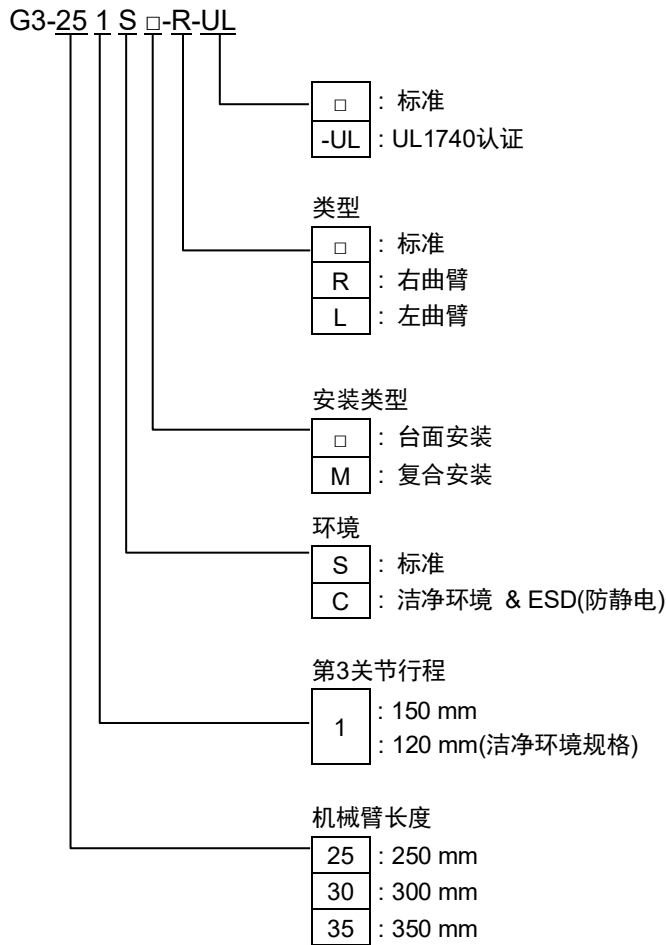 G3-25 1 S □-R-UL
□ : 标准
-UL : UL1740认证
类型
□ : 标准
R : 右曲臂
L : 左曲臂
安装类型
□ : 台面安装
M : 复合安装
环境
S : 标准
C : 洁净环境 & ESD(防静电)
第3关节行程
1 : 150 mm
: 120 mm(洁净环境规格)
机械臂长度
25 : 250 mm
30 : 300 mm
35 : 350 mm